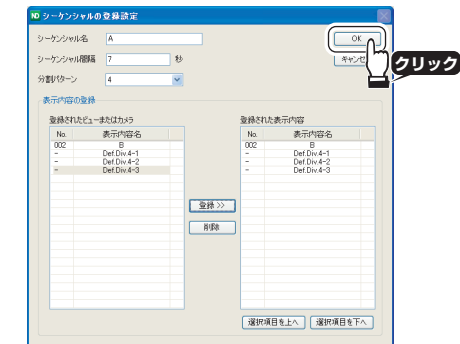 ND シーケンシャルの登録設定
シーケンシャル名 A
OK
シーケンシャル間隔 7 秒
キャンセ
クリック
分割パターン 4
表示内容の登録
登録されたビューまたはカメラ
登録された表示内容
No. 表示内容名
No. 表示内容名
002 B
002 B
- Def.Div.4-1
- Def.Div.4-1
- Def.Div.4-2
- Def.Div.4-2
- Def.Div.4-3
- Def.Div.4-3
登録 >>
削除
選択項目を上へ 選択項目を下へ